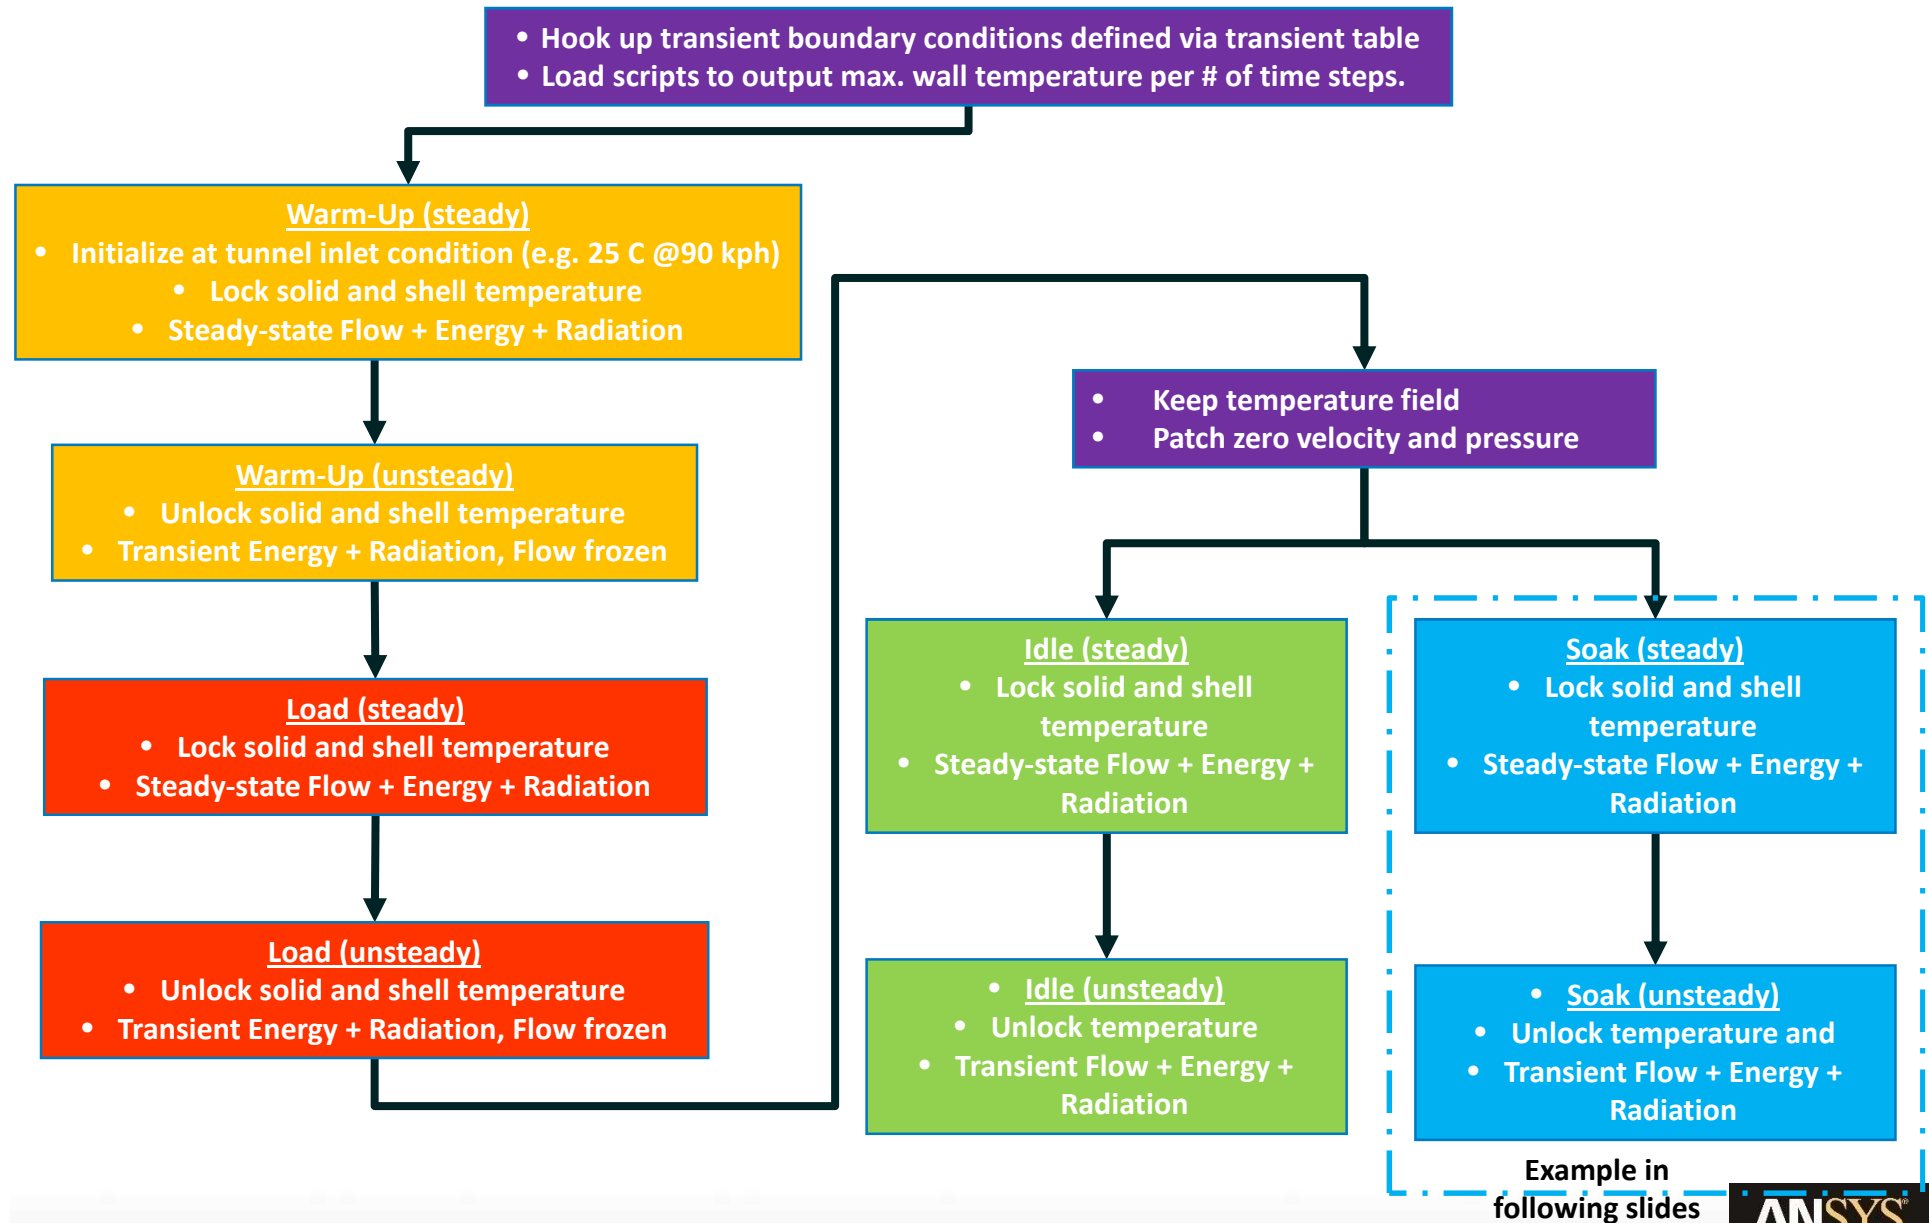 • Hook up transient boundary conditions defined via transient table
• Load scripts to output max. wall temperature per # of time steps.
Warm-Up (steady)
• Initialize at tunnel inlet condition (e.g. 25 C @90 kph)
• Lock solid and shell temperature
• Steady-state Flow + Energy + Radiation
Warm-Up (unsteady)
• Unlock solid and shell temperature
• Transient Energy + Radiation, Flow frozen
Load (steady)
• Lock solid and shell temperature
• Steady-state Flow + Energy + Radiation
Load (unsteady)
• Unlock solid and shell temperature
• Transient Energy + Radiation, Flow frozen
• Keep temperature field
• Patch zero velocity and pressure
Idle (steady)
• Lock solid and shell
temperature
• Steady-state Flow + Energy +
Radiation
• Idle (unsteady)
• Unlock temperature
• Transient Flow + Energy +
Radiation
Soak (steady)
• Lock solid and shell
temperature
• Steady-state Flow + Energy +
Radiation
• Soak (unsteady)
• Unlock temperature and
• Transient Flow + Energy +
Radiation
Example in
following slides
ANSYS®